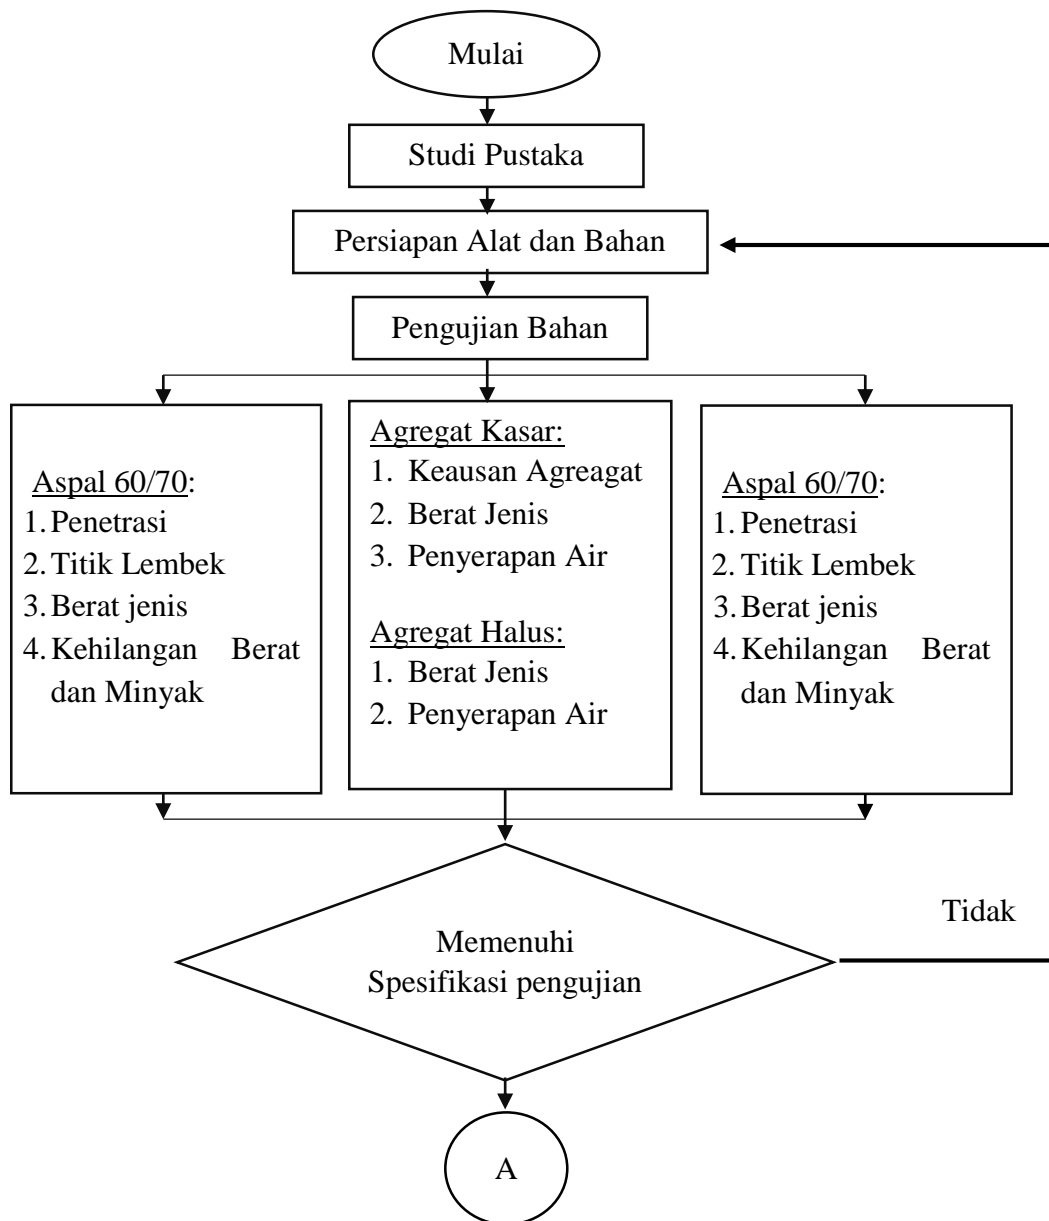 Mulai
Studi Pustaka
Persiapan Alat dan Bahan
Pengujian Bahan
Aspal 60/70:
1. Penetrasi
2. Titik Lembek
3. Berat jenis
4. Kehilangan Berat
dan Minyak
Agregat Kasar:
1. Keausan Agreagat
2. Berat Jenis
3. Penyerapan Air
Agregat Halus:
1. Berat Jenis
2. Penyerapan Air
Aspal 60/70:
1. Penetrasi
2. Titik Lembek
3. Berat jenis
4. Kehilangan Berat
dan Minyak
Tidak
Memenuhi
Spesifikasi pengujian
A